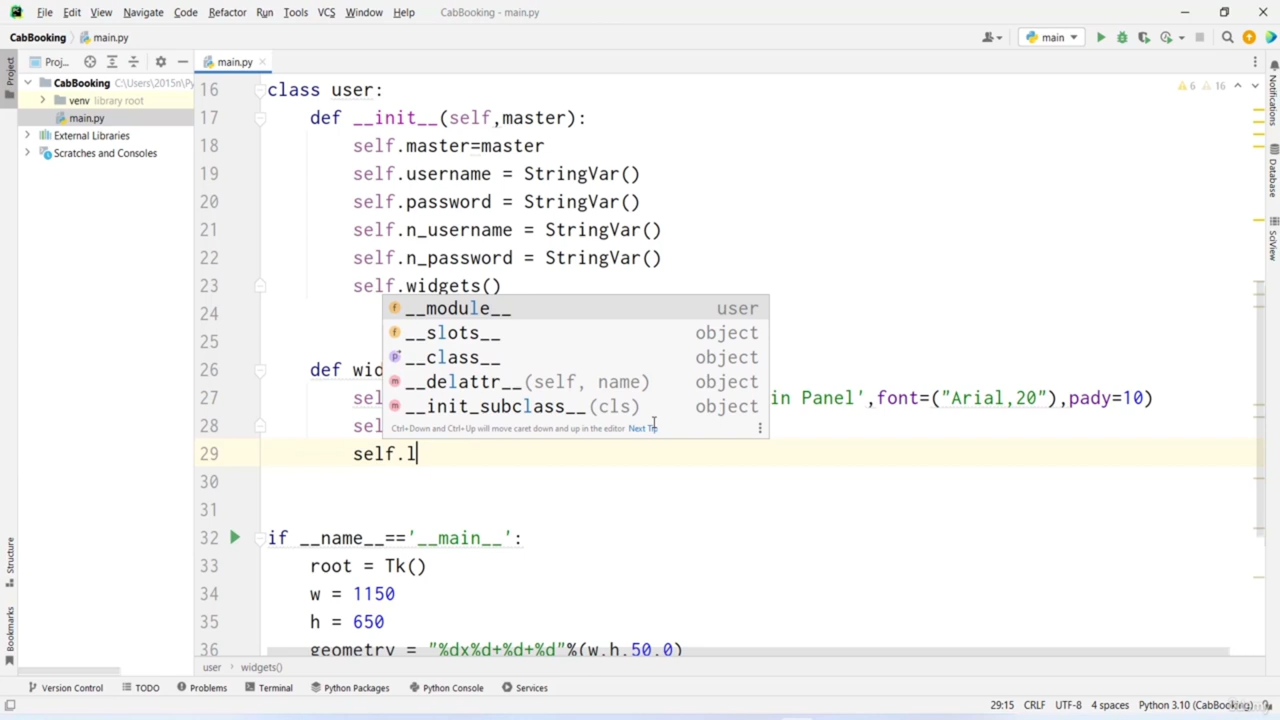 File Edit View Navigate Code Refactor Run Tools VCS Window Help CabBooking - main.py
CabBooking main.py main
Proj... main.py
CabBooking C:\Users\2015n\Py
venv library root
main.py
External Libraries
Scratches and Consoles
Project
Structure
Bookmarks
6 16
Notifications
Database
SciView
16 class user:
17 def __init__(self,master):
18 self.master=master
19 self.username = StringVar()
20 self.password = StringVar()
21 self.n_username = StringVar()
22 self.n_password = StringVar()
23 self.widgets()
24
25
26 def wid
27 sel in Panel',font=("Arial,20"),pady=10)
28 sel
29 self.l
30
31
32 if __name__=='__main__':
33 root = Tk()
34 w = 1150
35 h = 650
36 geometry = "%dx%d+%d+%d"%(w,h,50,0)
__module__ user
__slots__ object
__class__ object
__delattr__(self, name) object
__init_subclass__(cls) object
Ctrl+Down and Ctrl+Up will move caret down and up in the editor Next Tip
user widgets()
Version Control TODO Problems Terminal Python Packages Python Console Services
29:15 CRLF UTF-8 4 spaces Python 3.10 (CabBooking)